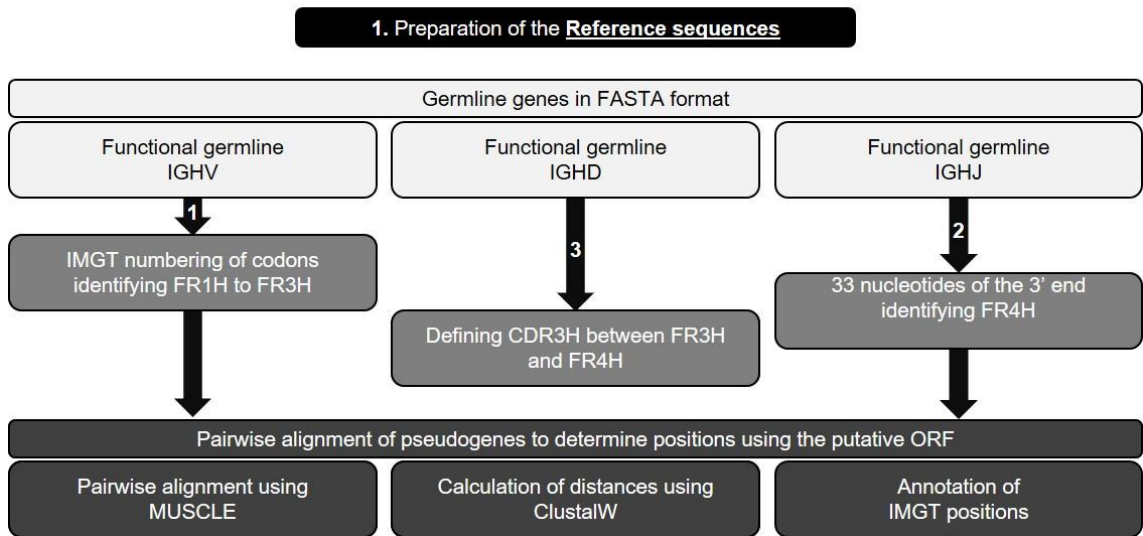 1. Preparation of the Reference sequences
Germline genes in FASTA format
Functional germline
IGHV
Functional germline
IGHD
Functional germline
IGHJ
1
3
2
IMGT numbering of codons
identifying FR1H to FR3H
33 nucleotides of the 3' end
identifying FR4H
Defining CDR3H between FR3H
and FR4H
Pairwise alignment of pseudogenes to determine positions using the putative ORF
Pairwise alignment using
MUSCLE
Calculation of distances using
ClustalW
Annotation of
IMGT positions